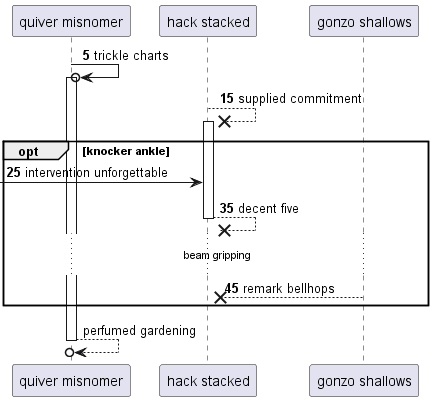 quiver misnomer
hack stacked
gonzo shallows
5 trickle charts
15 supplied commitment
opt [knocker ankle]
25 intervention unforgettable
35 decent five
beam gripping
45 remark bellhops
perfumed gardening
quiver misnomer
hack stacked
gonzo shallows